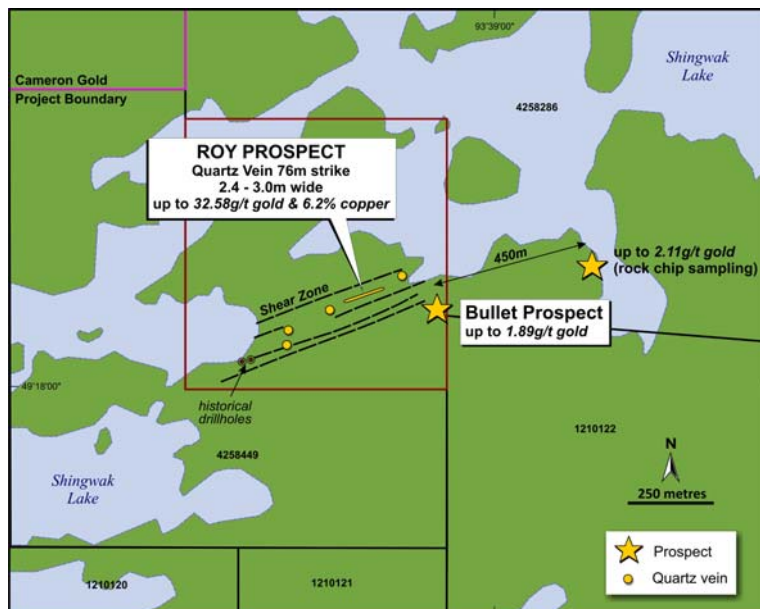 93°39'00"
Shingwak
Lake
Cameron Gold
Project Boundary
4258286
ROY PROSPECT
Quartz Vein 76m strike
2.4 - 3.0m wide
up to 32.58g/t gold & 6.2% copper
450m
up to 2.11g/t gold
(rock chip sampling)
Shear Zone
Bullet Prospect
up to 1.89g/t gold
49°18'00"
historical
drillholes
1210122
4258449
N
250 metres
Shingwak
Lake
Prospect
Quartz vein
1210120
1210121